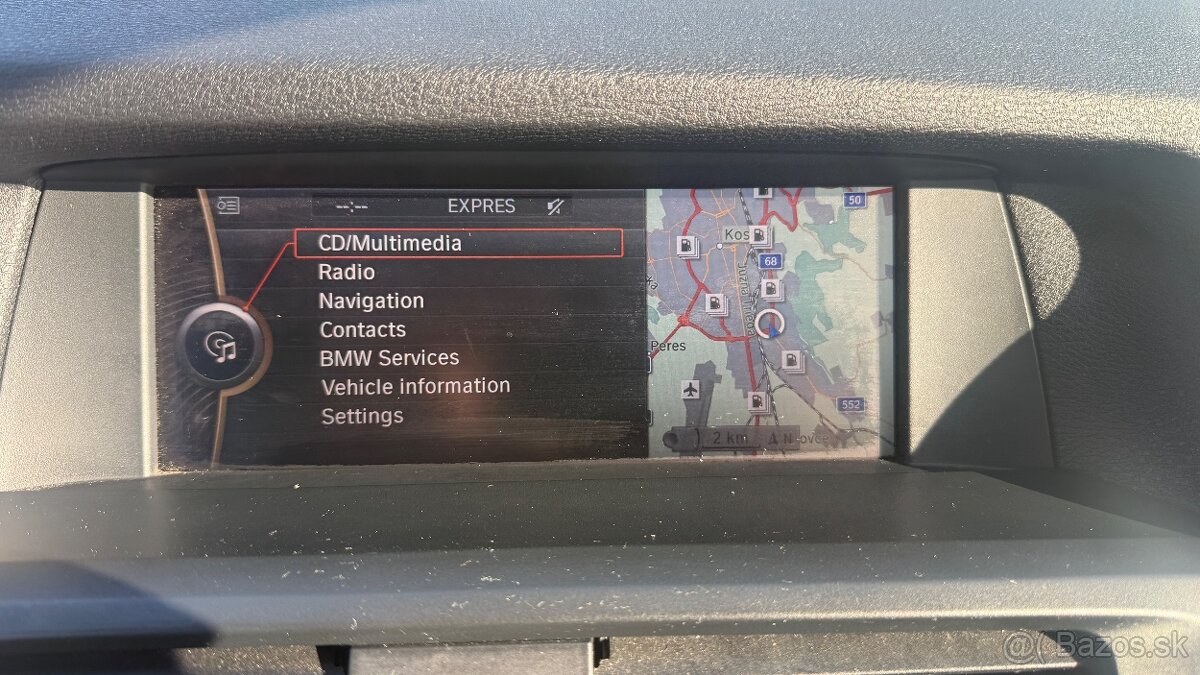 --:-- EXPRES
CD/Multimedia
Radio
Navigation
Contacts
BMW Services
Vehicle information
Settings
50
Kos
68
Peres
552
2 km N ovce
@Bazos.sk